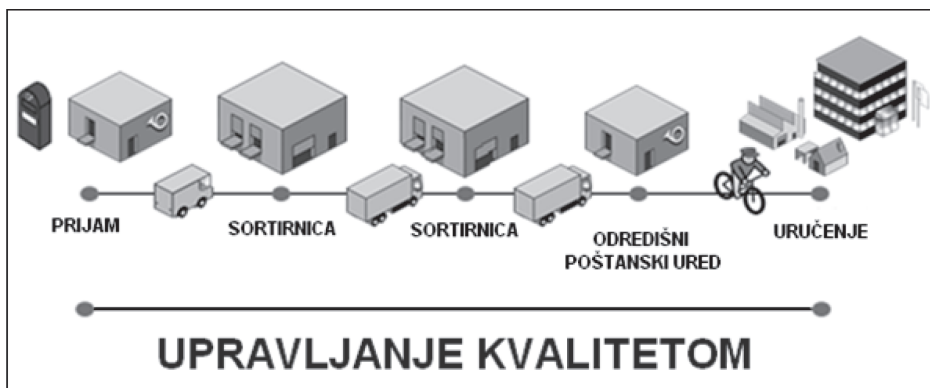 PRIJAM
SORTIRNICA
SORTIRNICA
ODREDIŠNI
POŠTANSKI URED
URUČENJE
UPRAVLJANJE KVALITETOM